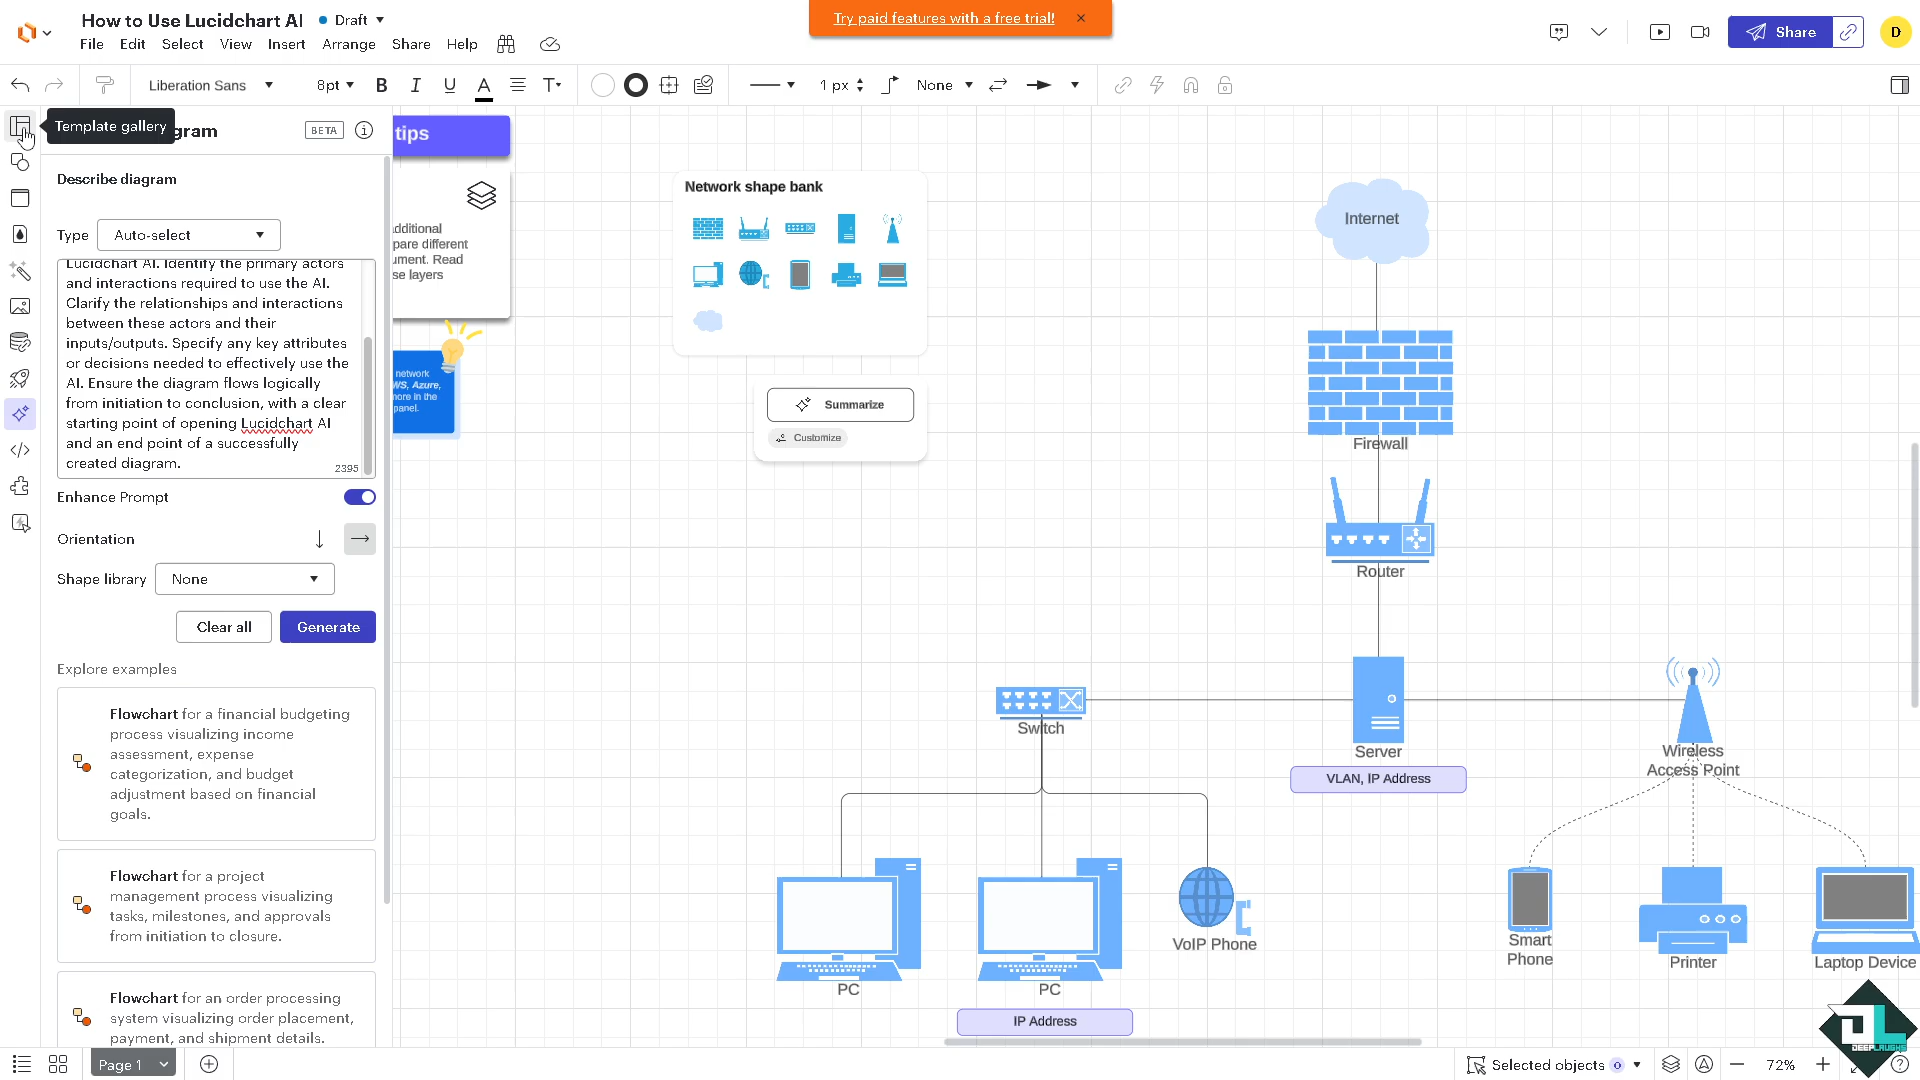 How to Use Lucidchart AI
Draft
Try paid features with a free trial!
File Edit Select View Insert Arrange Share Help
Share
D
Liberation Sans
8pt
B I U A
1 px
None
Template gallery
gram
BETA
Describe diagram
Type
Auto-select
Lucidchart AI. Identify the primary actors
and interactions required to use the AI.
Clarify the relationships and interactions
between these actors and their
inputs/outputs. Specify any key attributes
or decisions needed to effectively use the
AI. Ensure the diagram flows logically
from initiation to conclusion, with a clear
starting point of opening Lucidchart AI
and an end point of a successfully
created diagram.
2395
Enhance Prompt
Orientation
Shape library
None
Clear all
Generate
Explore examples
Flowchart for a financial budgeting
process visualizing income
assessment, expense
categorization, and budget
adjustment based on financial
goals.
Flowchart for a project
management process visualizing
tasks, milestones, and approvals
from initiation to closure.
Flowchart for an order processing
system visualizing order placement,
payment, and shipment details.
tips
dditional
pare different
ument. Read
se layers
network
WS, Azure,
more in the
panel.
Network shape bank
Summarize
Customize
Internet
Firewall
Router
Switch
Server
VLAN, IP Address
Wireless
Access Point
PC
PC
IP Address
VoIP Phone
Smart
Phone
Printer
Laptop Device
Page 1
Selected objects 0
72%
DEEPLAUGHS